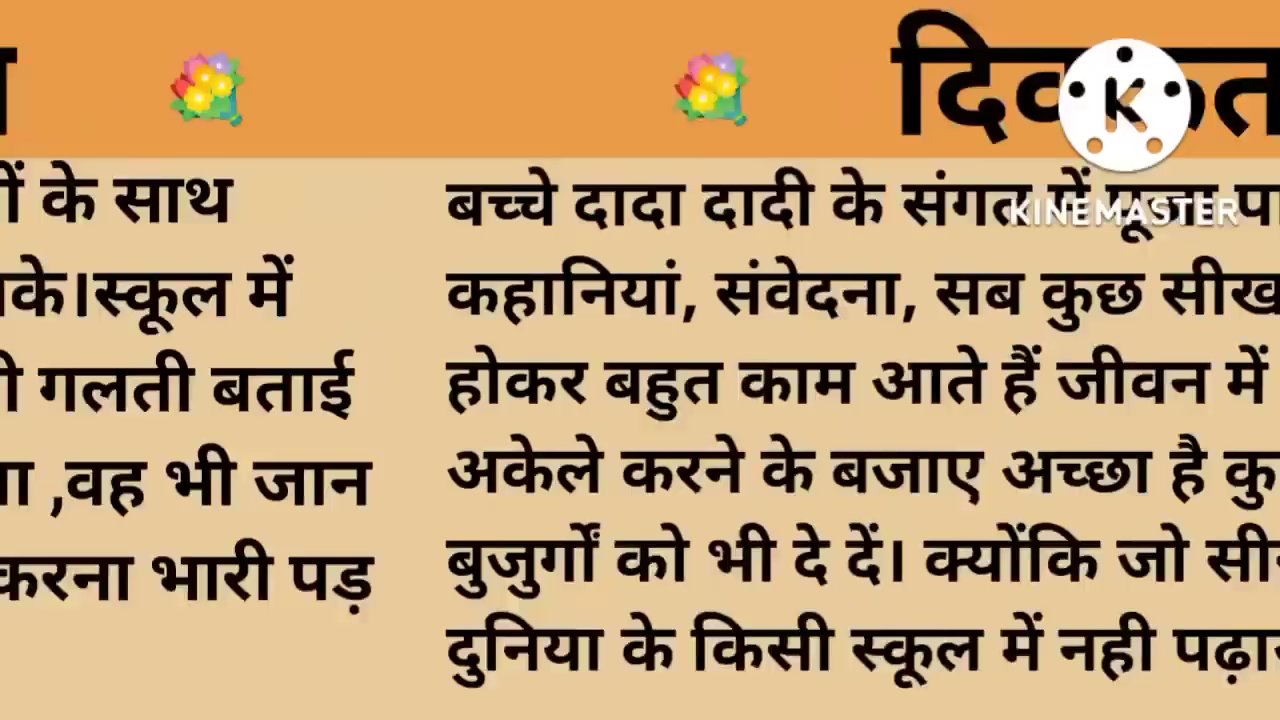 के साथ
स्कूल में
गलती बताई
,वह भी जान
करना भारी पड़
बच्चे दादा दादी के संगत में पूजा
कहानियां, संवेदना, सब कुछ
होकर बहुत काम आते हैं जीवन में
अकेले करने के बजाए अच्छा है
बुजुर्गों को भी दे दें। क्योंकि जो
दुनिया के किसी स्कूल में नही
KINEMASTER